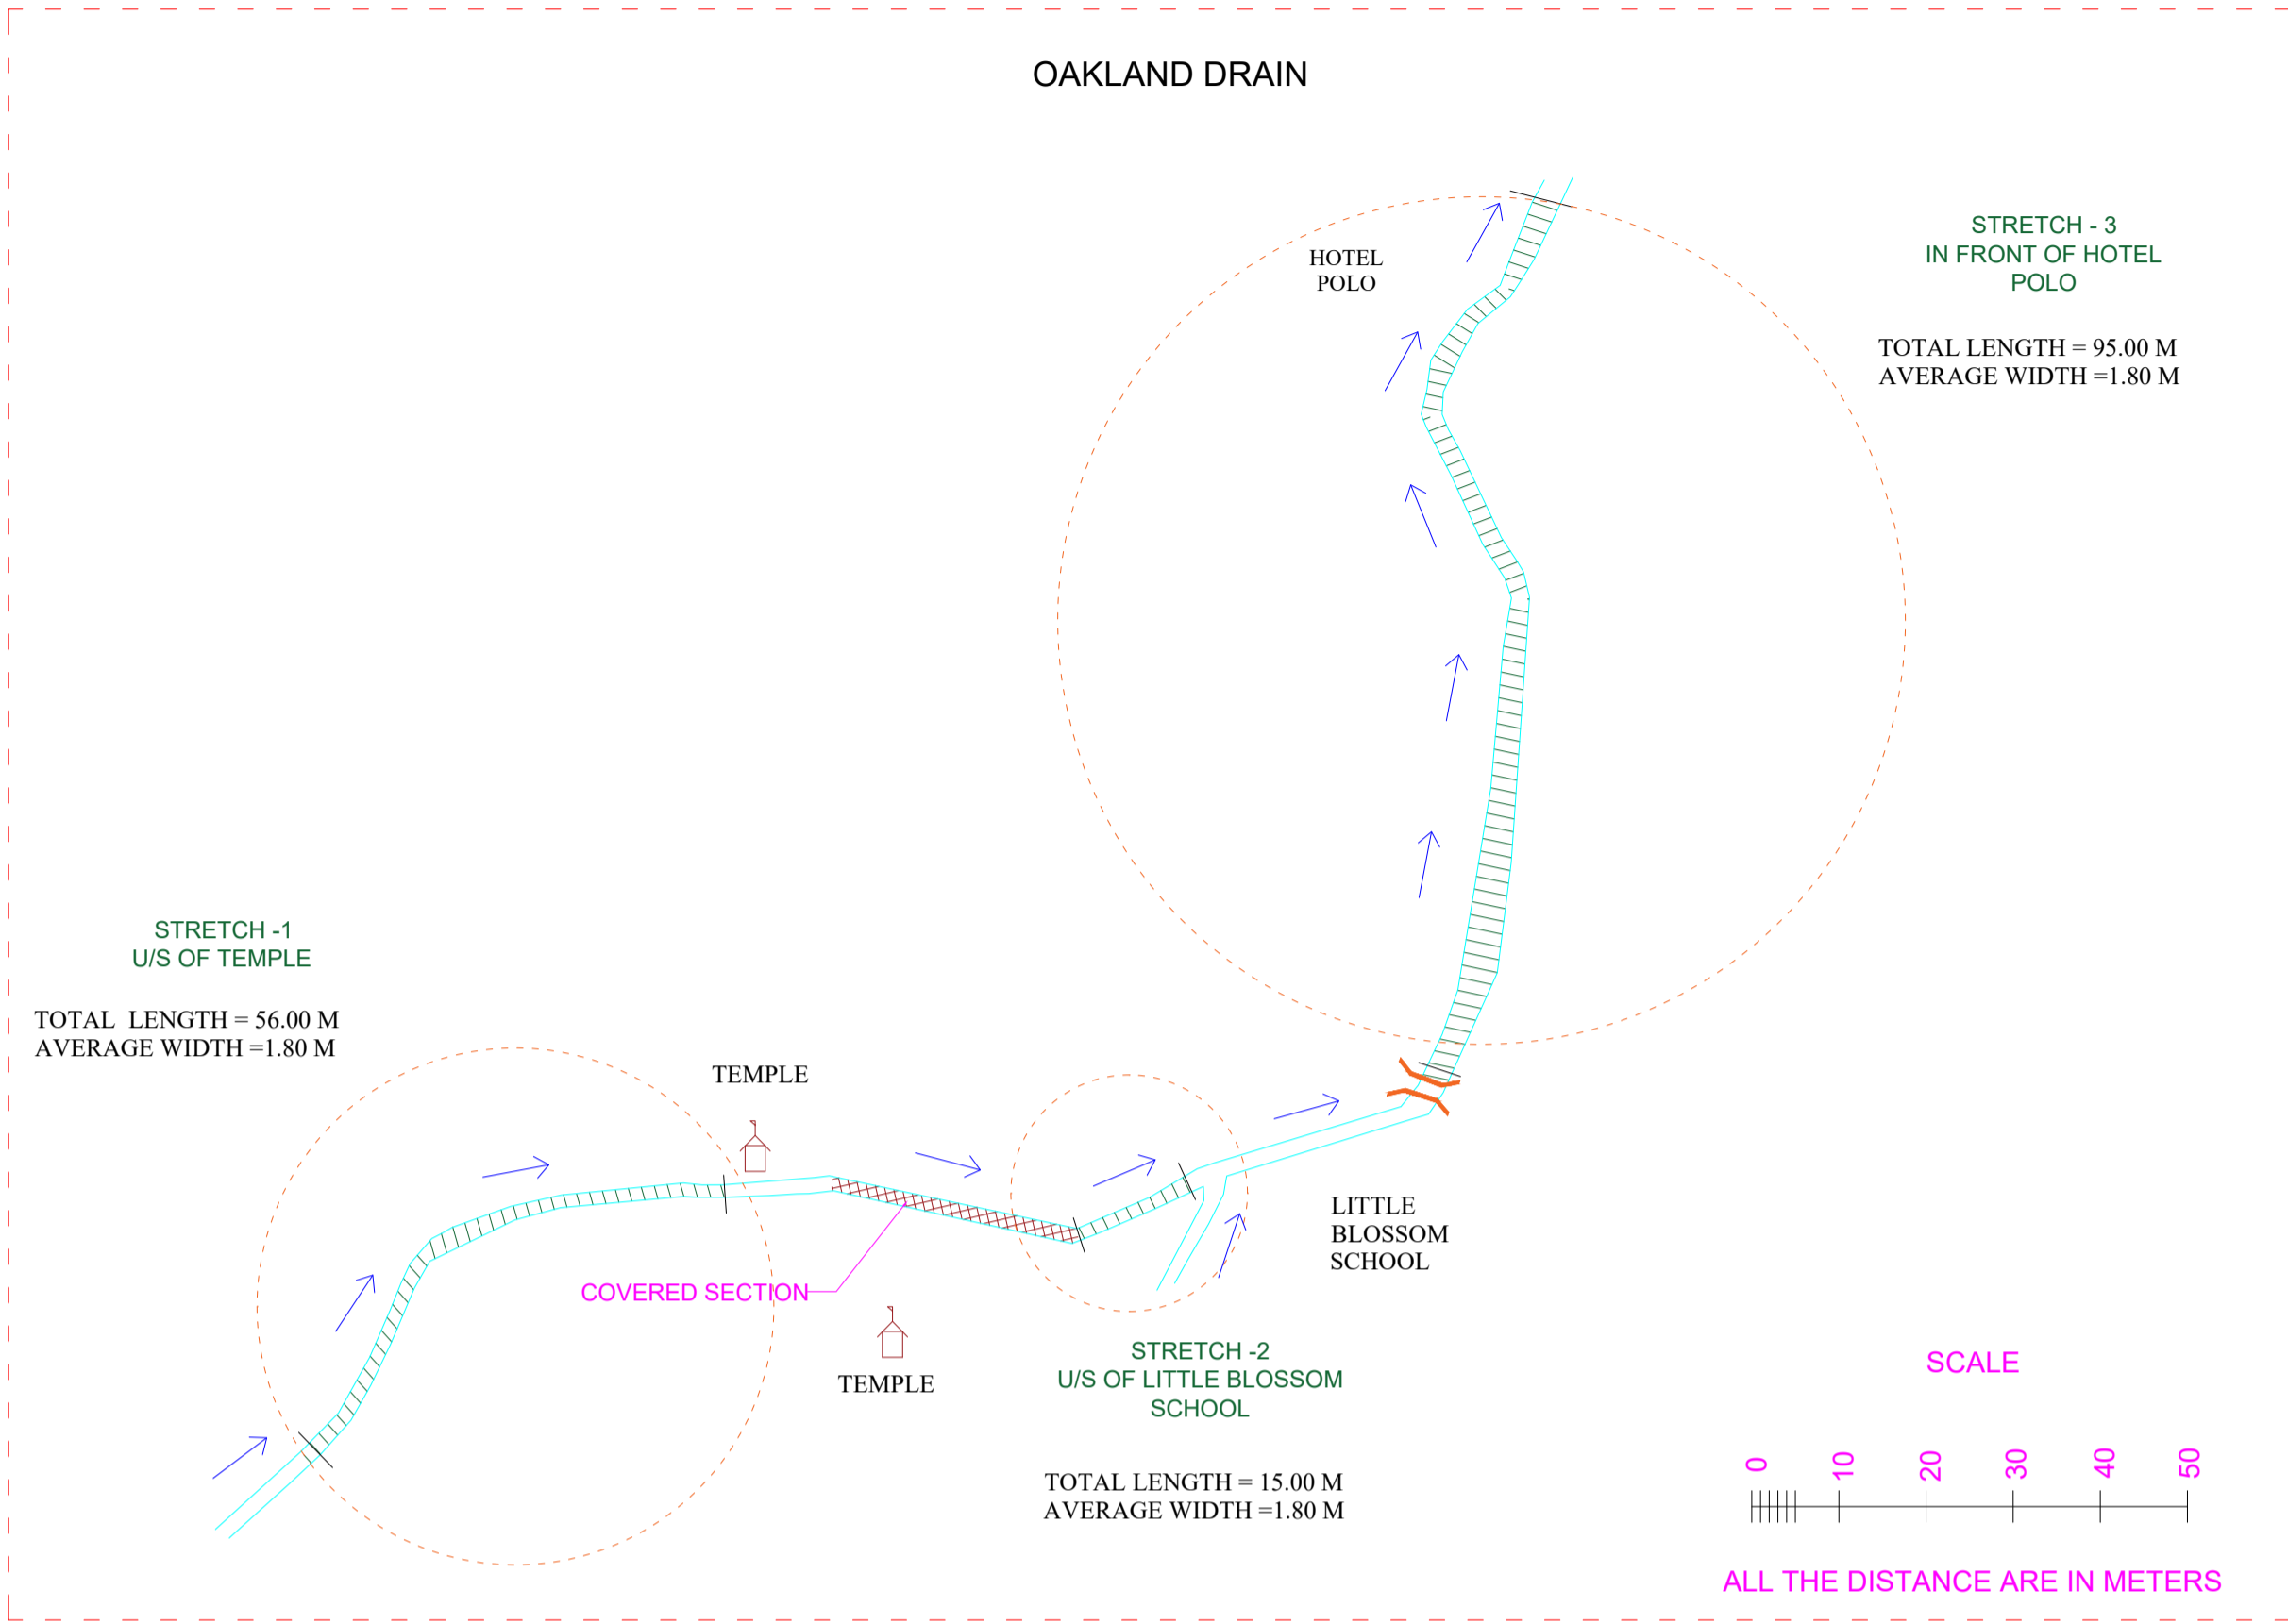 OAKLAND DRAIN
HOTEL
POLO
STRETCH - 3
IN FRONT OF HOTEL
POLO
TOTAL LENGTH = 95.00 M
AVERAGE WIDTH =1.80 M
STRETCH -1
U/S OF TEMPLE
TOTAL  LENGTH = 56.00 M
AVERAGE WIDTH =1.80 M
TEMPLE
LITTLE
BLOSSOM
SCHOOL
COVERED SECTION
TEMPLE
STRETCH -2
U/S OF LITTLE BLOSSOM
SCHOOL
TOTAL LENGTH = 15.00 M
AVERAGE WIDTH =1.80 M
SCALE
0 10 20 30 40 50
ALL THE DISTANCE ARE IN METERS